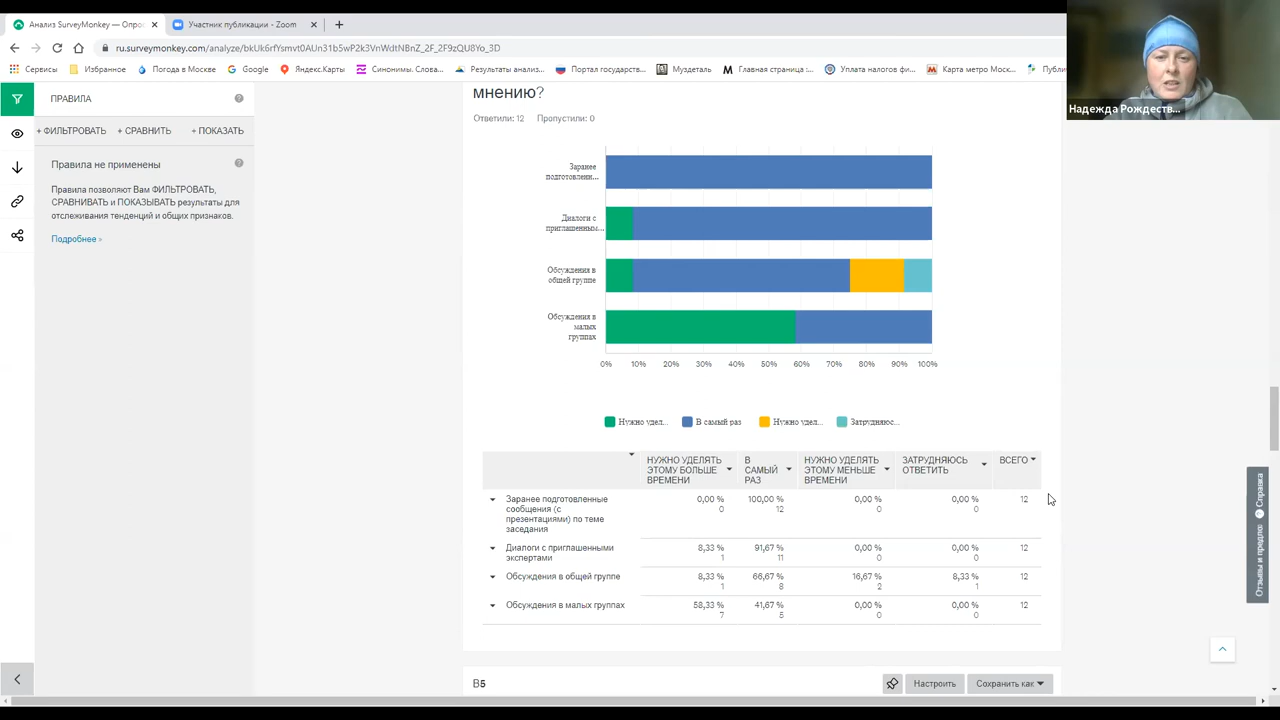 Анализ SurveyMonkey — Опро
Участник публикации - Zoom
ru.surveymonkey.com/analyze/bkUk6rfYsmvt0AUn31b5wP2k3VnWdtNBnZ_2F_2F9zQU8Yo_3D
Сервисы Избранное Погода в Москве Google Яндекс.Карты Синонимы. Слова... Результаты анализ... Портал государств... Муздеталь Главная страница :... Уплата налогов фи... Карта метро Моск... Публи
Надежда Рождеств...
ПРАВИЛА
+ ФИЛЬТРОВАТЬ + СРАВНИТЬ + ПОКАЗАТЬ
Правила не применены
Правила позволяют Вам ФИЛЬТРОВАТЬ,
СРАВНИВАТЬ и ПОКАЗЫВАТЬ результаты для
отслеживания тенденций и общих признаков.
Подробнее »
мнению?
Ответили: 12 Пропустили: 0
Заранее
подготовленн...
Диалоги с
приглашенным...
Обсуждения в
общей группе
Обсуждения в
малых
группах
0% 10% 20% 30% 40% 50% 60% 70% 80% 90% 100%
Нужно удел... В самый раз Нужно удел... Затрудняюс...
НУЖНО УДЕЛЯТЬ
ЭТОМУ БОЛЬШЕ
ВРЕМЕНИ
В
САМЫЙ
РАЗ
НУЖНО УДЕЛЯТЬ
ЭТОМУ МЕНЬШЕ
ВРЕМЕНИ
ЗАТРУДНЯЮСЬ
ОТВЕТИТЬ
ВСЕГО
Заранее подготовленные
сообщения (с
презентациями) по теме
заседания
0,00 % 100,00 % 0,00 % 0,00 % 12
0 12 0 0
Диалоги с приглашенными
экспертами
8,33 % 91,67 % 0,00 % 0,00 % 12
1 11 0 0
Обсуждения в общей группе
8,33 % 66,67 % 16,67 % 8,33 % 12
1 8 2 1
Обсуждения в малых группах
58,33 % 41,67 % 0,00 % 0,00 % 12
7 5 0 0
В5
Настроить Сохранить как
Справка
Отзывы и предло